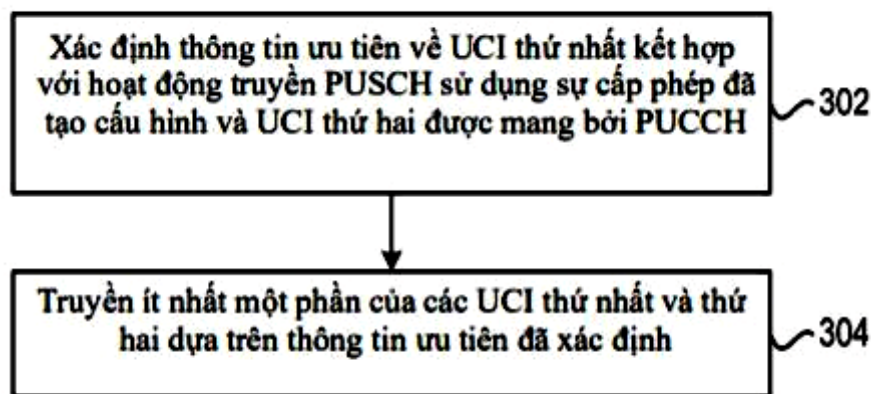 Xác định thông tin ưu tiên về UCI thứ nhất kết hợp
với hoạt động truyền PUSCH sử dụng sự cấp phép đã
tạo cấu hình và UCI thứ hai được mang bởi PUCCH
302
Truyền ít nhất một phần của các UCI thứ nhất và thứ
hai dựa trên thông tin ưu tiên đã xác định
304